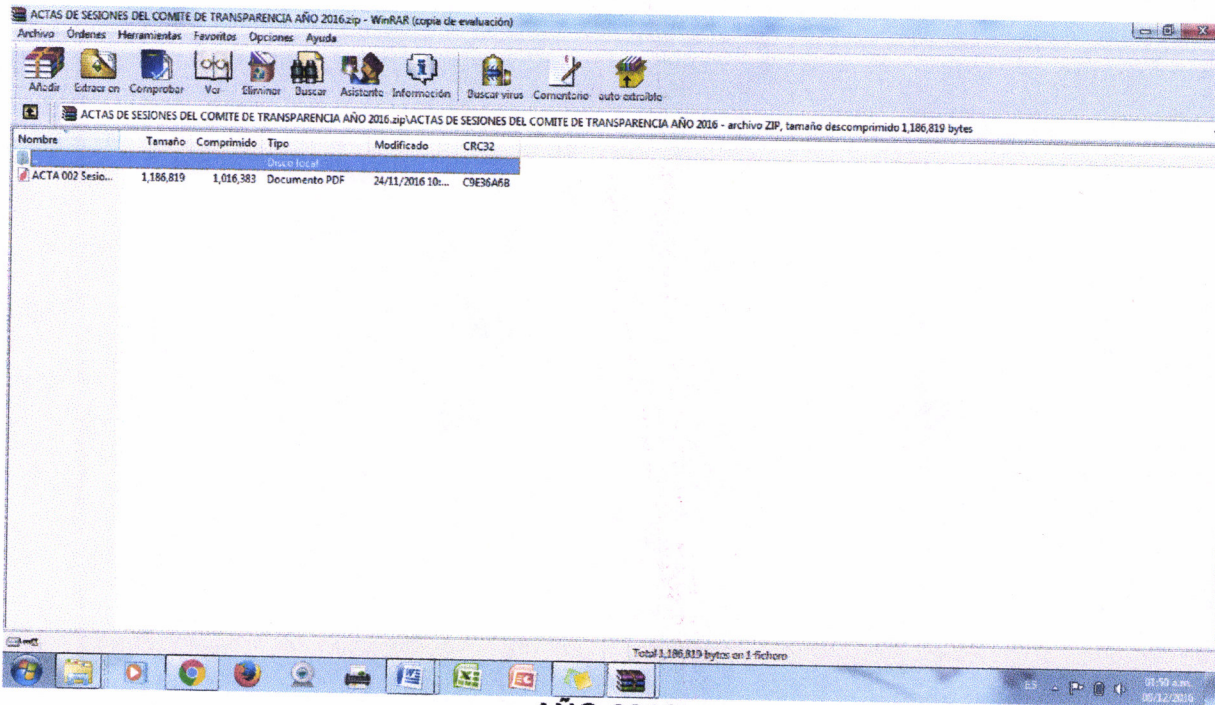 ACTAS DE SESIONES DEL COMITE DE TRANSPARENCIA AÑO 2016.zip - WinRAR (copia de evaluación)
Archivo Órdenes Herramientas Favoritos Opciones Ayuda
Añadir Extraer en Comprobar Ver Eliminar Buscar Asistente Información Buscar virus Comentario auto extraíble
ACTAS DE SESIONES DEL COMITE DE TRANSPARENCIA AÑO 2016.zip\ACTAS DE SESIONES DEL COMITE DE TRANSPARENCIA AÑO 2016 - archivo ZIP, tamaño descomprimido 1,186,819 bytes
Nombre Tamaño Comprimido Tipo Modificado CRC32
.. Disco local
ACTA 002 Sesio... 1,186,819 1,016,383 Documento PDF 24/11/2016 10:... C9E36A6B
Total 1,186,819 bytes en 1 fichero
ES 01:50 a.m.
AÑO